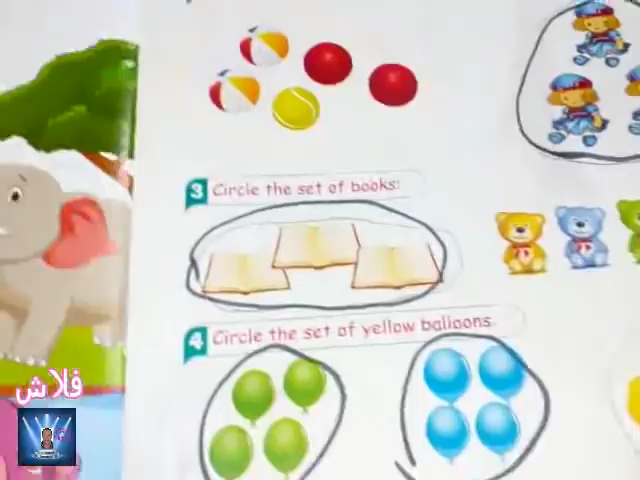 3 Circle the set of books:
4 Circle the set of yellow balloons.
فلاش